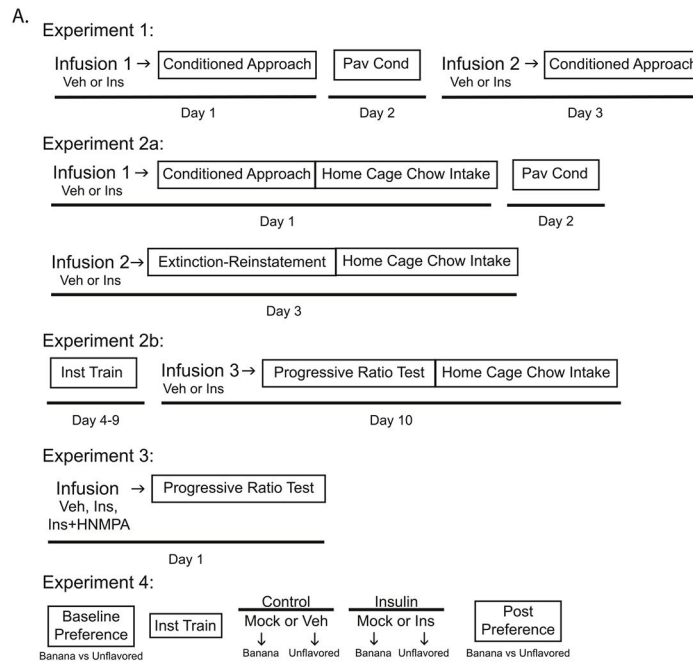 A.
Experiment 1:
Infusion 1 → Conditioned Approach Pav Cond Infusion 2 → Conditioned Approach
Veh or Ins Veh or Ins
Day 1 Day 2 Day 3
Experiment 2a:
Infusion 1 → Conditioned Approach Home Cage Chow Intake Pav Cond
Veh or Ins
Day 1 Day 2
Infusion 2→ Extinction-Reinstatement Home Cage Chow Intake
Veh or Ins
Day 3
Experiment 2b:
Inst Train Infusion 3→ Progressive Ratio Test Home Cage Chow Intake
Veh or Ins
Day 4-9 Day 10
Experiment 3:
Infusion → Progressive Ratio Test
Veh, Ins,
Ins+HNMPA
Day 1
Experiment 4:
Control Insulin
Baseline Preference Inst Train Mock or Veh Mock or Ins Post Preference
↓ ↓ ↓ ↓
Banana vs Unflavored Banana Unflavored Banana Unflavored Banana vs Unflavored